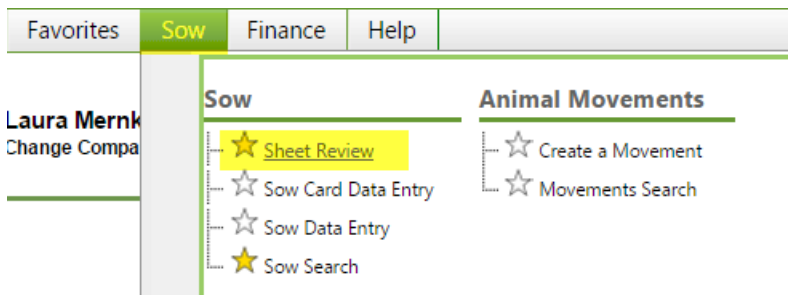 Favorites Sow Finance Help
Sow Animal Movements
Laura Mernk
Change Compa
Sheet Review Create a Movement
Sow Card Data Entry Movements Search
Sow Data Entry
Sow Search